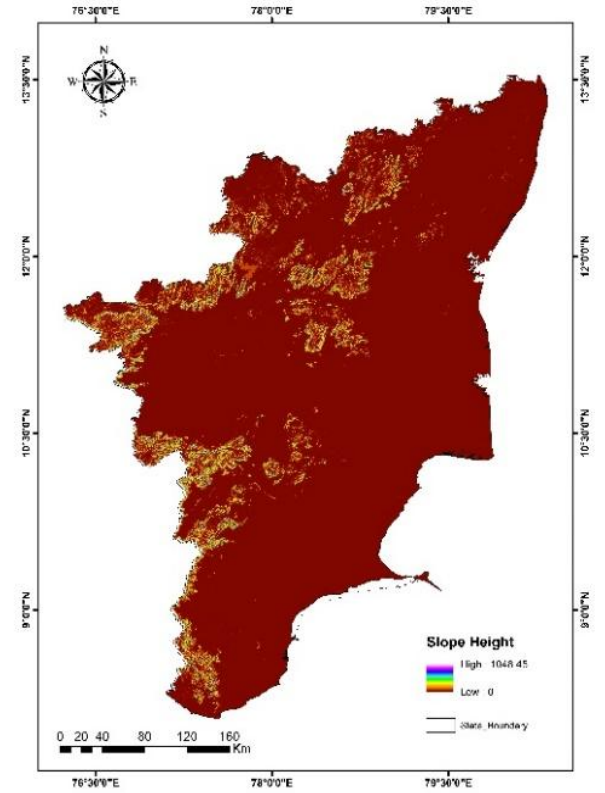 76°30'0"E 78°0'0"E 79°30'0"E
N
W E
S
13°30'0"N 13°30'0"N
12°0'0"N 12°0'0"N
10°30'0"N 10°30'0"N
9°0'0"N 9°0'0"N
Slope Height
High : 1048.45
Low : 0
State_Boundary
0 20 40 80 120 160
Km
76°30'0"E 78°0'0"E 79°30'0"E